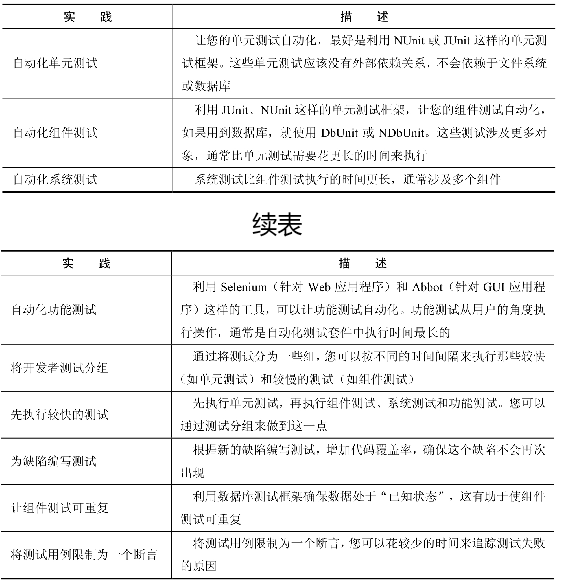 实 践 描 述
自动化单元测试
让您的单元测试自动化，最好是利用 NUnit 或 JUnit 这样的单元测
试框架。这些单元测试应该没有外部依赖关系，不会依赖于文件系统
或数据库
自动化组件测试
利用 JUnit、NUnit 这样的单元测试框架，让您的组件测试自动化，
如果用到数据库，就使用 DbUnit 或 NDbUnit。这些测试涉及更多对
象，通常比单元测试需要花更长的时间来执行
自动化系统测试
系统测试比组件测试执行的时间更长，通常涉及多个组件
续表
实 践 描 述
自动化功能测试
利用 Selenium（针对 Web 应用程序）和 Abbot（针对 GUI 应用程
序）这样的工具，可以让功能测试自动化。功能测试从用户的角度执
行操作，通常是自动化测试套件中执行时间最长的
将开发者测试分组
通过将测试分为一些组，您可以按不同的时间间隔来执行那些较快
（如单元测试）和较慢的测试（如组件测试）
先执行较快的测试
先执行单元测试，再执行组件测试、系统测试和功能测试。您可以
通过测试分组来做到这一点
为缺陷编写测试
根据新的缺陷编写测试，增加代码覆盖率，确保这个缺陷不会再次
出现
让组件测试可重复
利用数据库测试框架确保数据处于“已知状态”，这有助于使组件
测试可重复
将测试用例限制为一个断言
将测试用例限制为一个断言，您可以花较少的时间来追踪测试失败
的原因